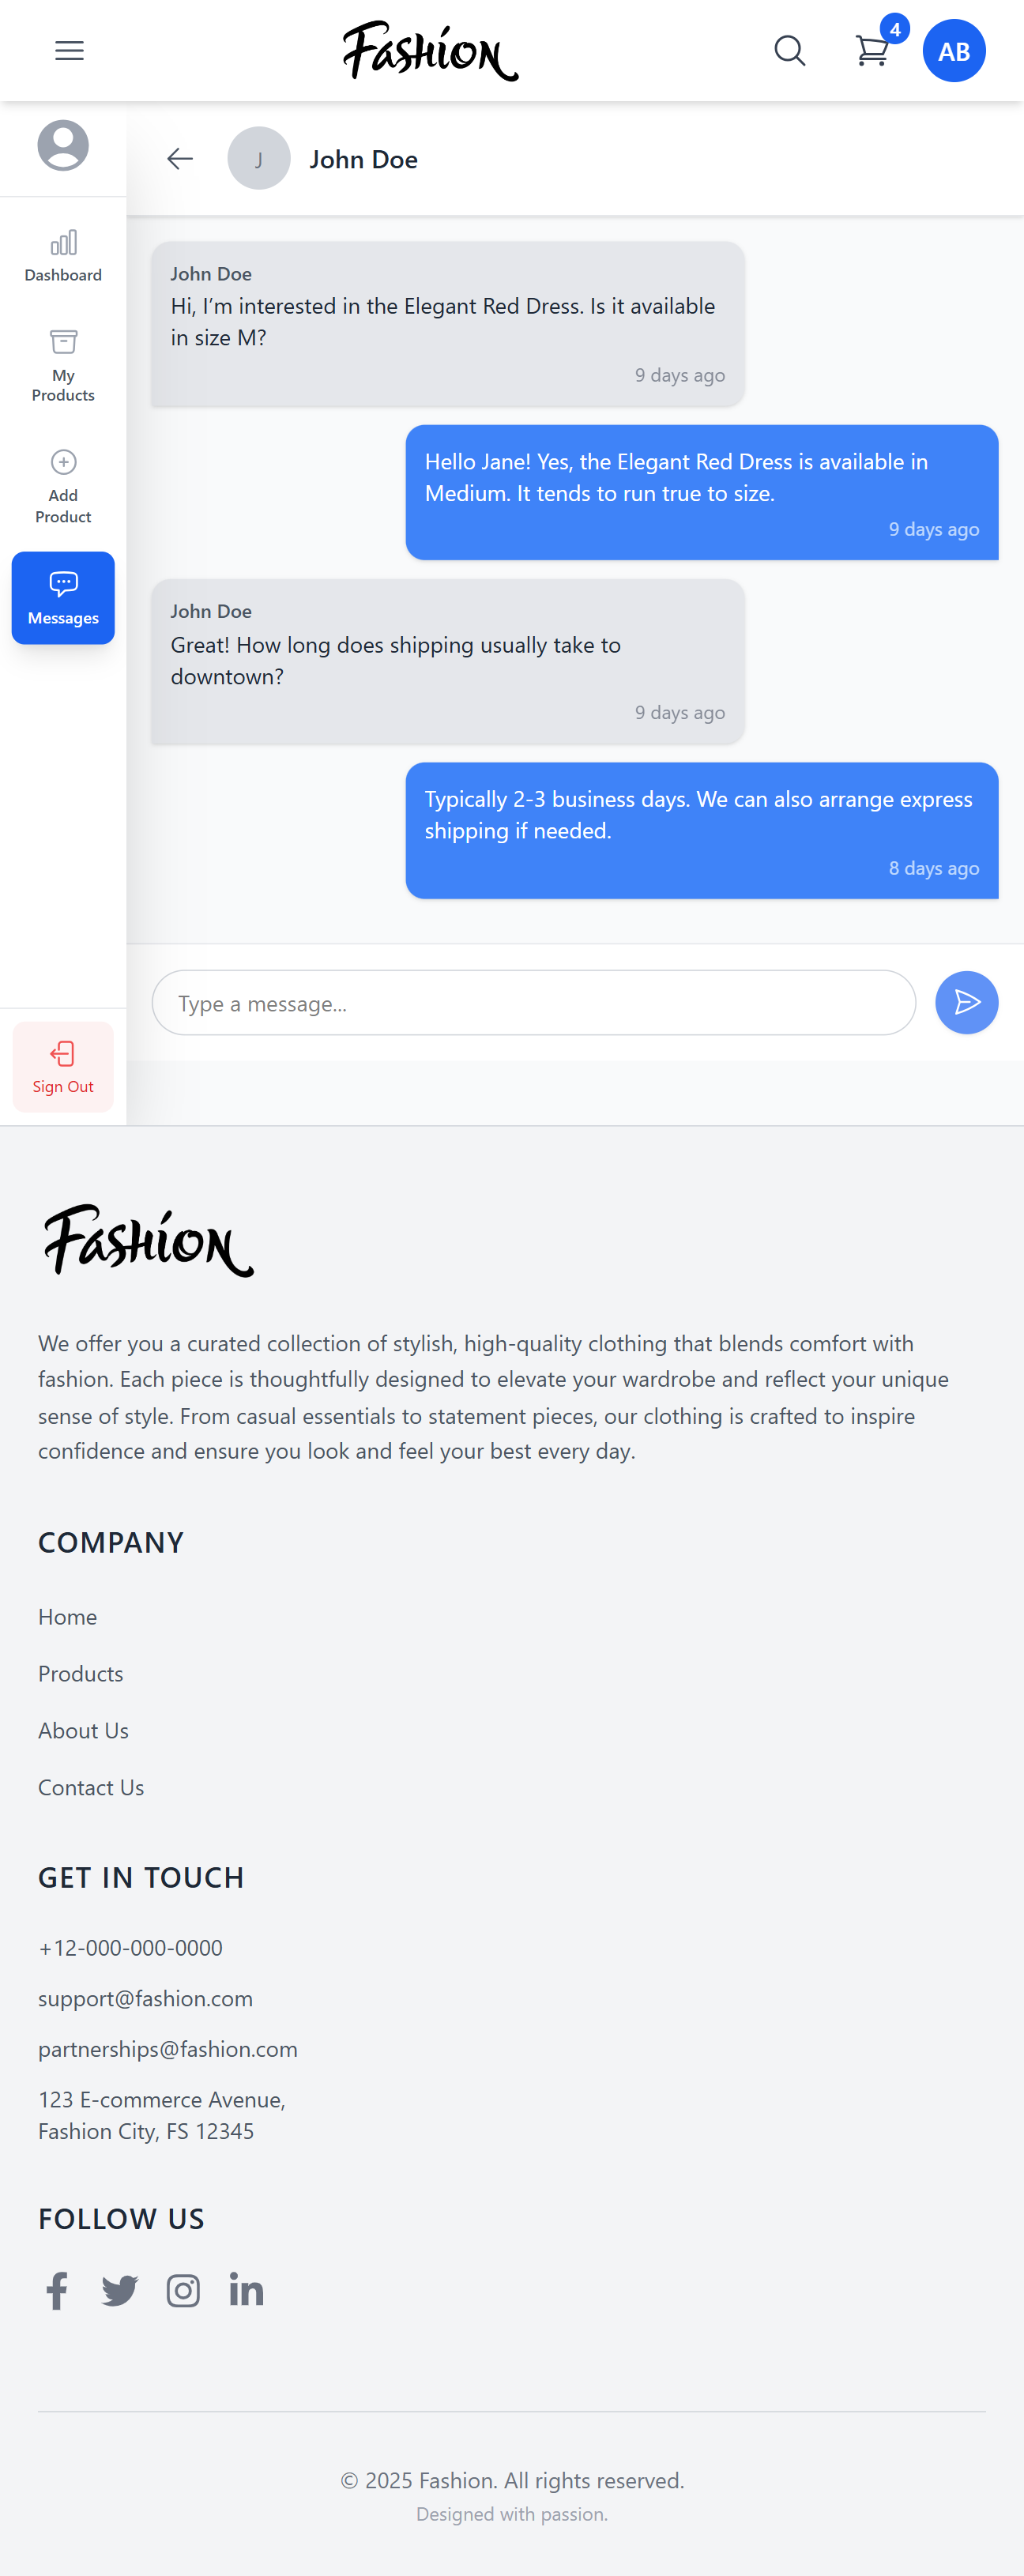 Fashion
4
AB
J
John Doe
Dashboard
My
Products
Add
Product
Messages
Sign Out
John Doe
Hi, I’m interested in the Elegant Red Dress. Is it available
in size M?
9 days ago
Hello Jane! Yes, the Elegant Red Dress is available in
Medium. It tends to run true to size.
9 days ago
John Doe
Great! How long does shipping usually take to
downtown?
9 days ago
Typically 2-3 business days. We can also arrange express
shipping if needed.
8 days ago
Type a message...
Fashion
We offer you a curated collection of stylish, high-quality clothing that blends comfort with
fashion. Each piece is thoughtfully designed to elevate your wardrobe and reflect your unique
sense of style. From casual essentials to statement pieces, our clothing is crafted to inspire
confidence and ensure you look and feel your best every day.
COMPANY
Home
Products
About Us
Contact Us
GET IN TOUCH
+12-000-000-0000
support@fashion.com
partnerships@fashion.com
123 E-commerce Avenue,
Fashion City, FS 12345
FOLLOW US
© 2025 Fashion. All rights reserved.
Designed with passion.